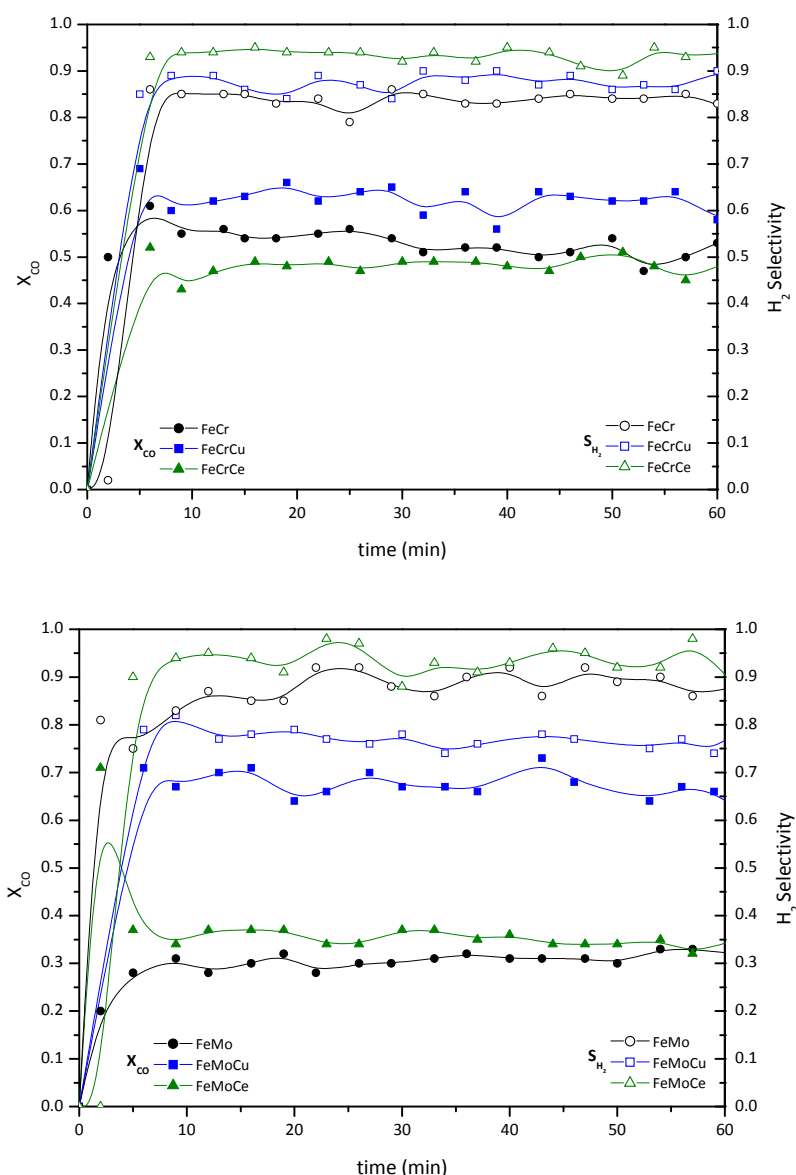 1.0 1.0
0.9 0.9
0.8 0.8
0.7 0.7
0.6 0.6
0.5 0.5
0.4 0.4
0.3 0.3
0.2 0.2
0.1 0.1
0.0 0.0
X_CO
H_2 Selectivity
X_CO
FeCr
FeCrCu
FeCrCe
S_H_2
FeCr
FeCrCu
FeCrCe
0 10 20 30 40 50 60
time (min)
1.0 1.0
0.9 0.9
0.8 0.8
0.7 0.7
0.6 0.6
0.5 0.5
0.4 0.4
0.3 0.3
0.2 0.2
0.1 0.1
0.0 0.0
X_CO
H_2 Selectivity
X_CO
FeMo
FeMoCu
FeMoCe
S_H_2
FeMo
FeMoCu
FeMoCe
0 10 20 30 40 50 60
time (min)